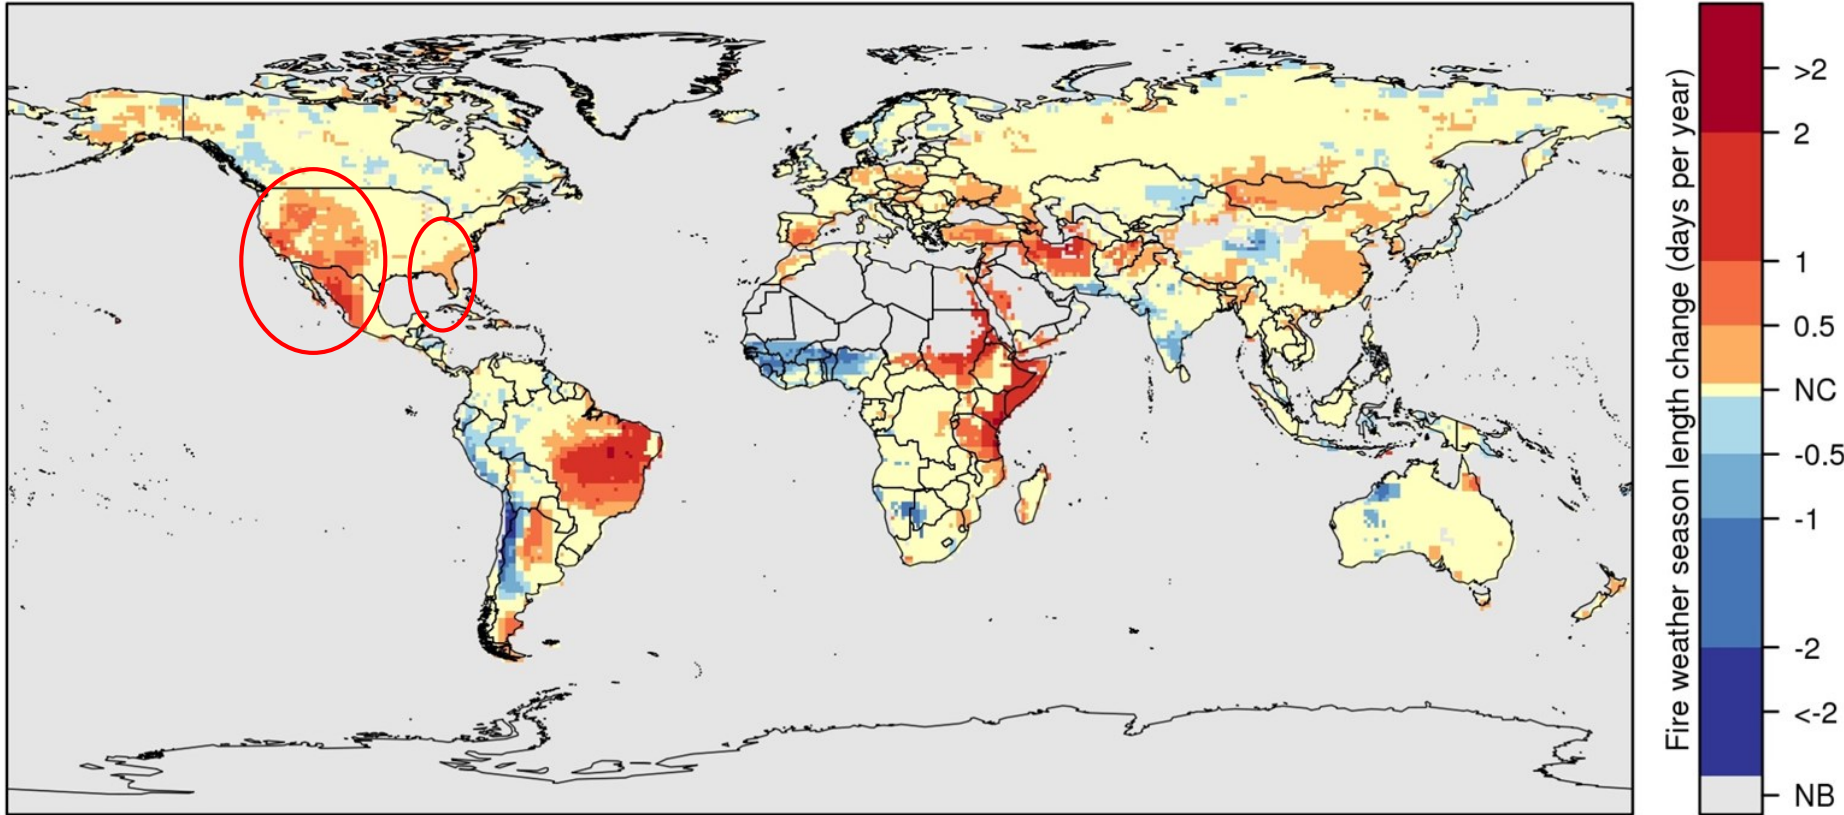 Fire weather season length change (days per year)
>2
2
1
0.5
NC
-0.5
-1
-2
<-2
NB